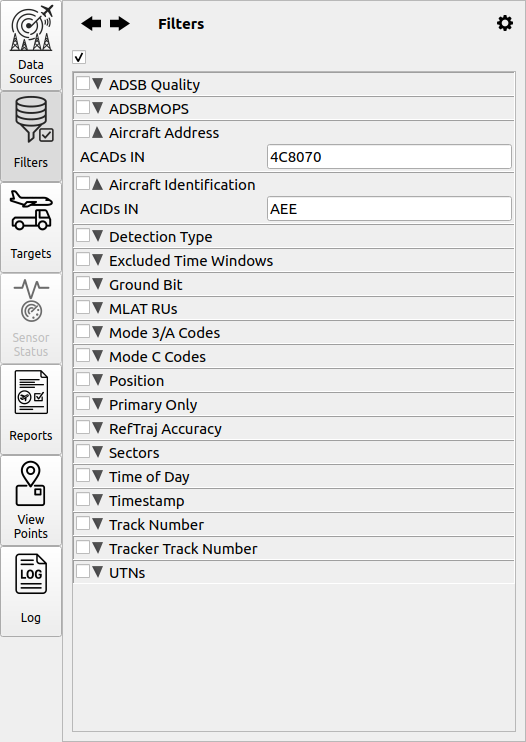 Data
Sources
Filters
Targets
Sensor
Status
Reports
View
Points
LOG
Log
Filters
ADSB Quality
ADSBMOPS
Aircraft Address
ACADs IN 4C8070
Aircraft Identification
ACIDs IN AEE
Detection Type
Excluded Time Windows
Ground Bit
MLAT RUs
Mode 3/A Codes
Mode C Codes
Position
Primary Only
RefTraj Accuracy
Sectors
Time of Day
Timestamp
Track Number
Tracker Track Number
UTNs